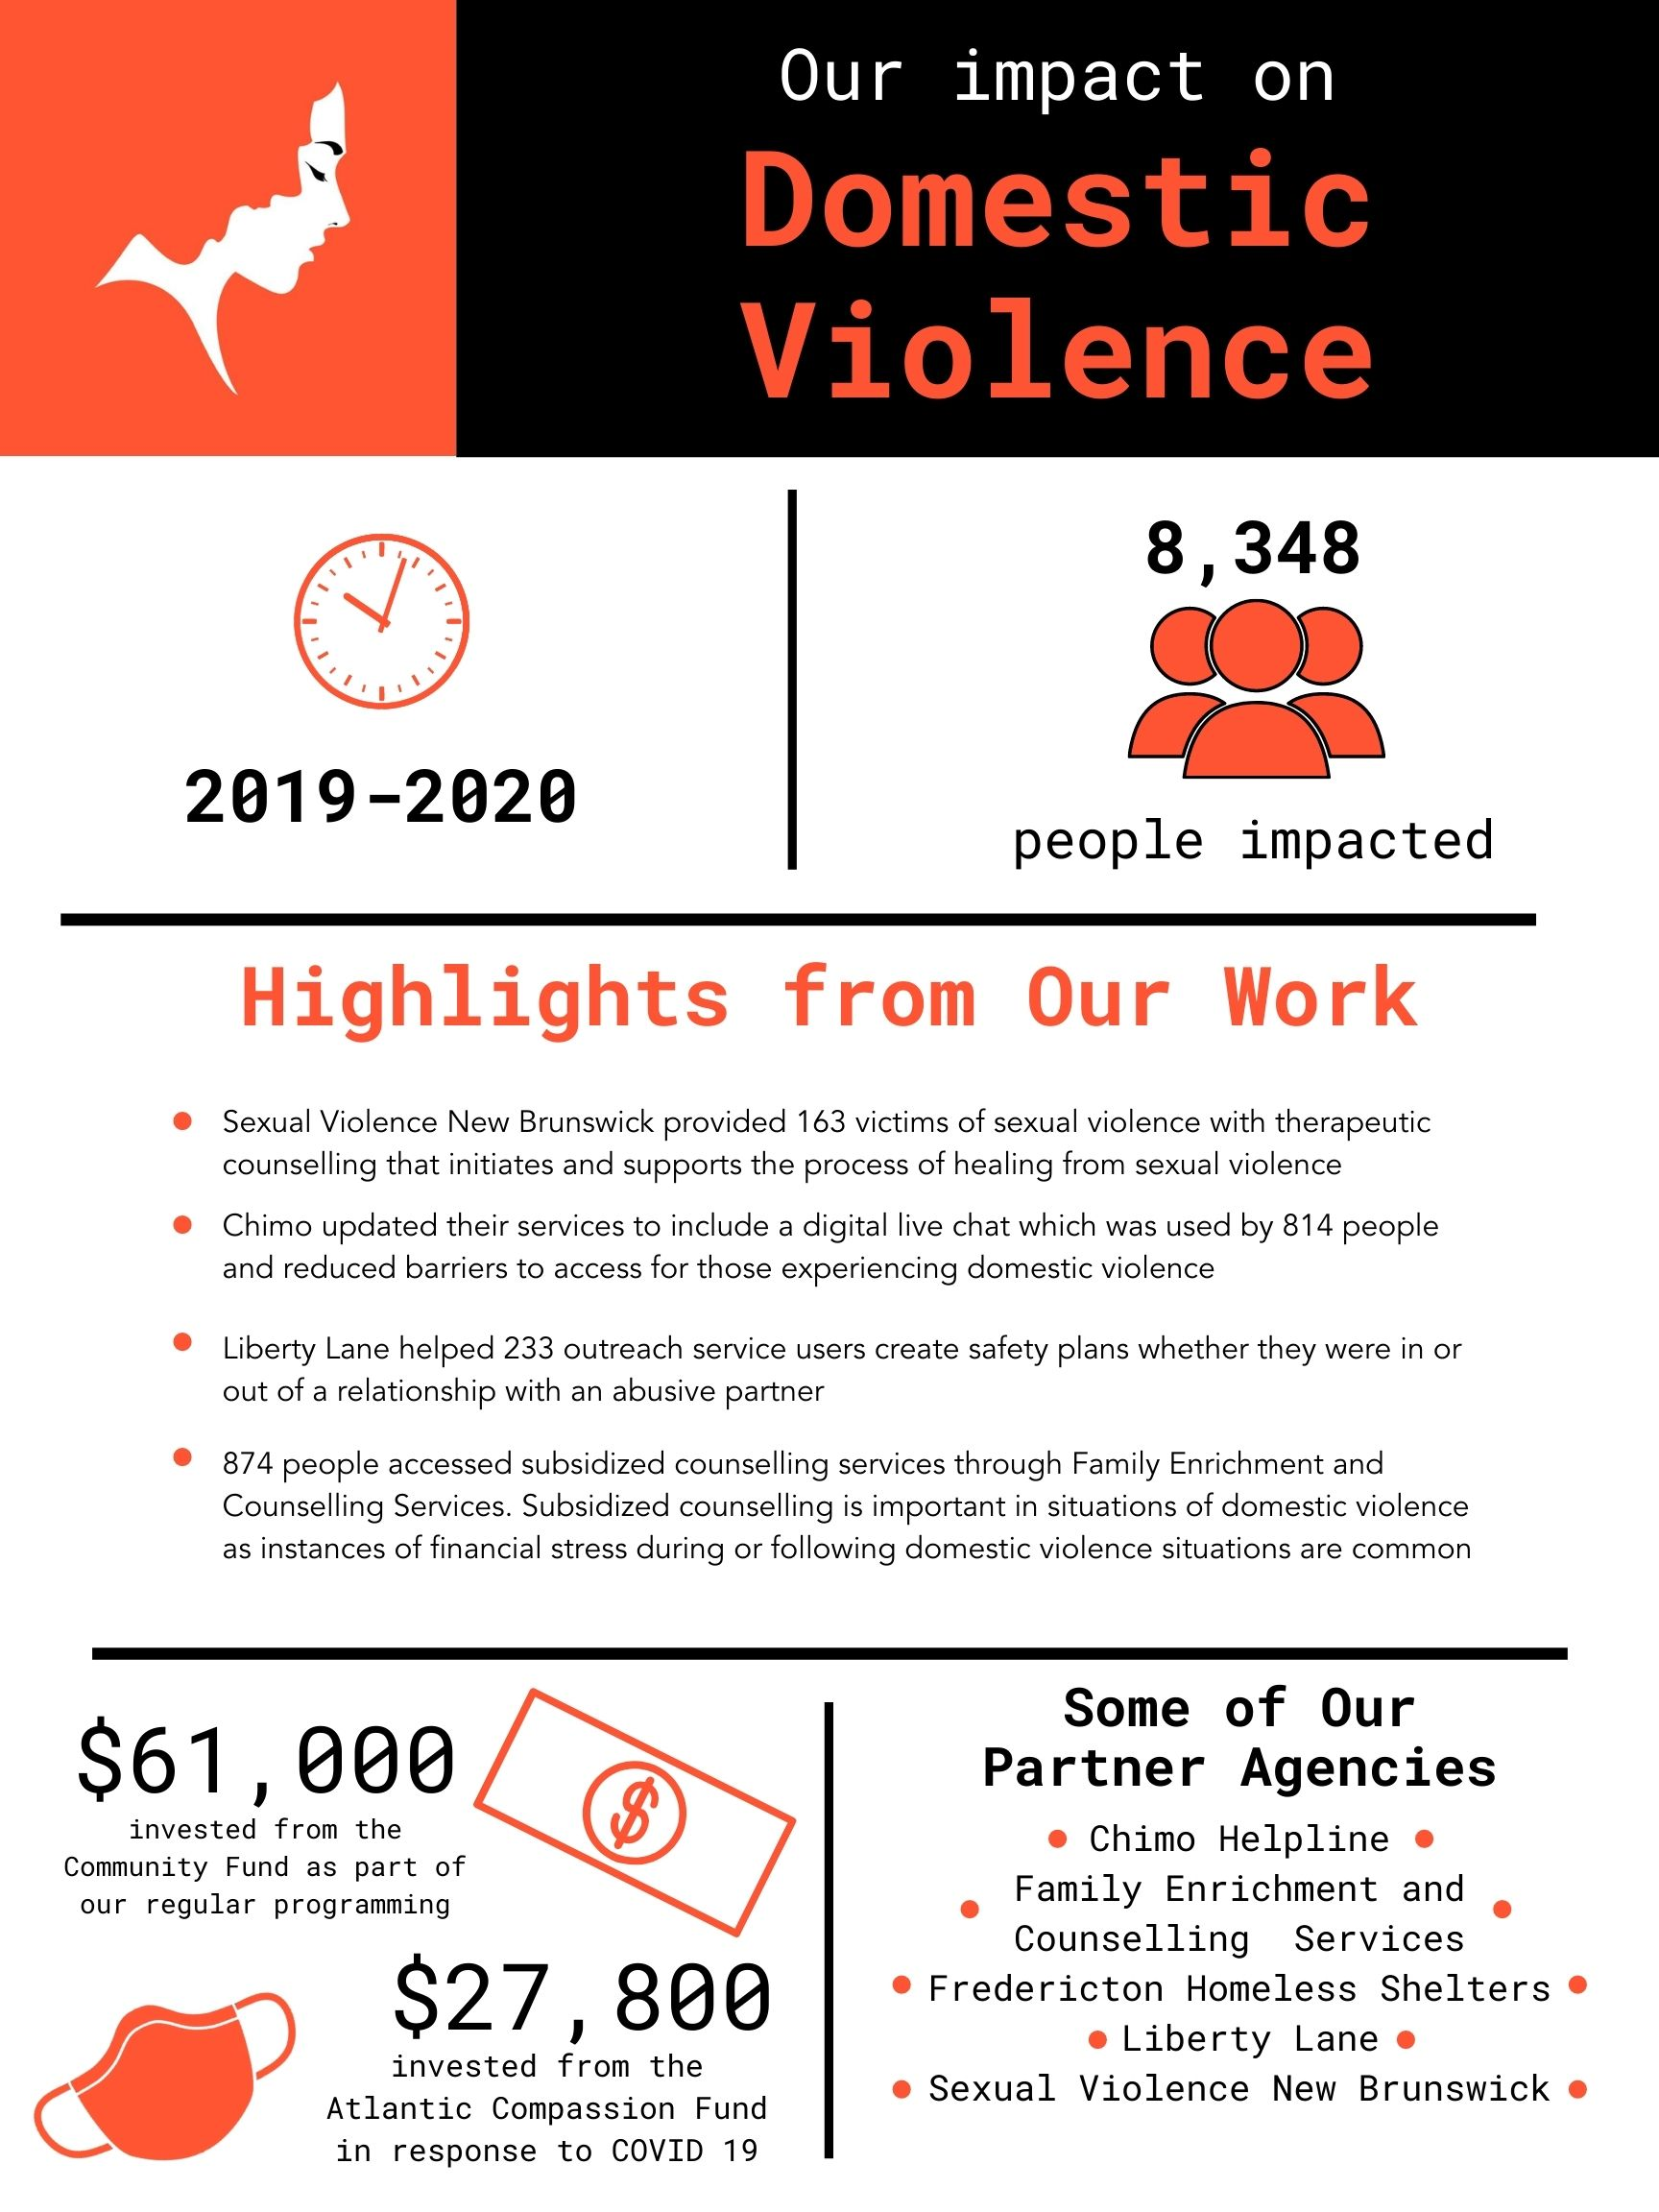 Our impact on
Domestic
Violence
2019-2020
8,348
people impacted
Highlights from Our Work
Sexual Violence New Brunswick provided 163 victims of sexual violence with therapeutic
counselling that initiates and supports the process of healing from sexual violence
Chimo updated their services to include a digital live chat which was used by 814 people
and reduced barriers to access for those experiencing domestic violence
Liberty Lane helped 233 outreach service users create safety plans whether they were in or
out of a relationship with an abusive partner
874 people accessed subsidized counselling services through Family Enrichment and
Counselling Services. Subsidized counselling is important in situations of domestic violence
as instances of financial stress during or following domestic violence situations are common
$61,000
invested from the
Community Fund as part of
our regular programming
$
$27,800
invested from the
Atlantic Compassion Fund
in response to COVID 19
Some of Our
Partner Agencies
Chimo Helpline
Family Enrichment and
Counselling Services
Fredericton Homeless Shelters
Liberty Lane
Sexual Violence New Brunswick